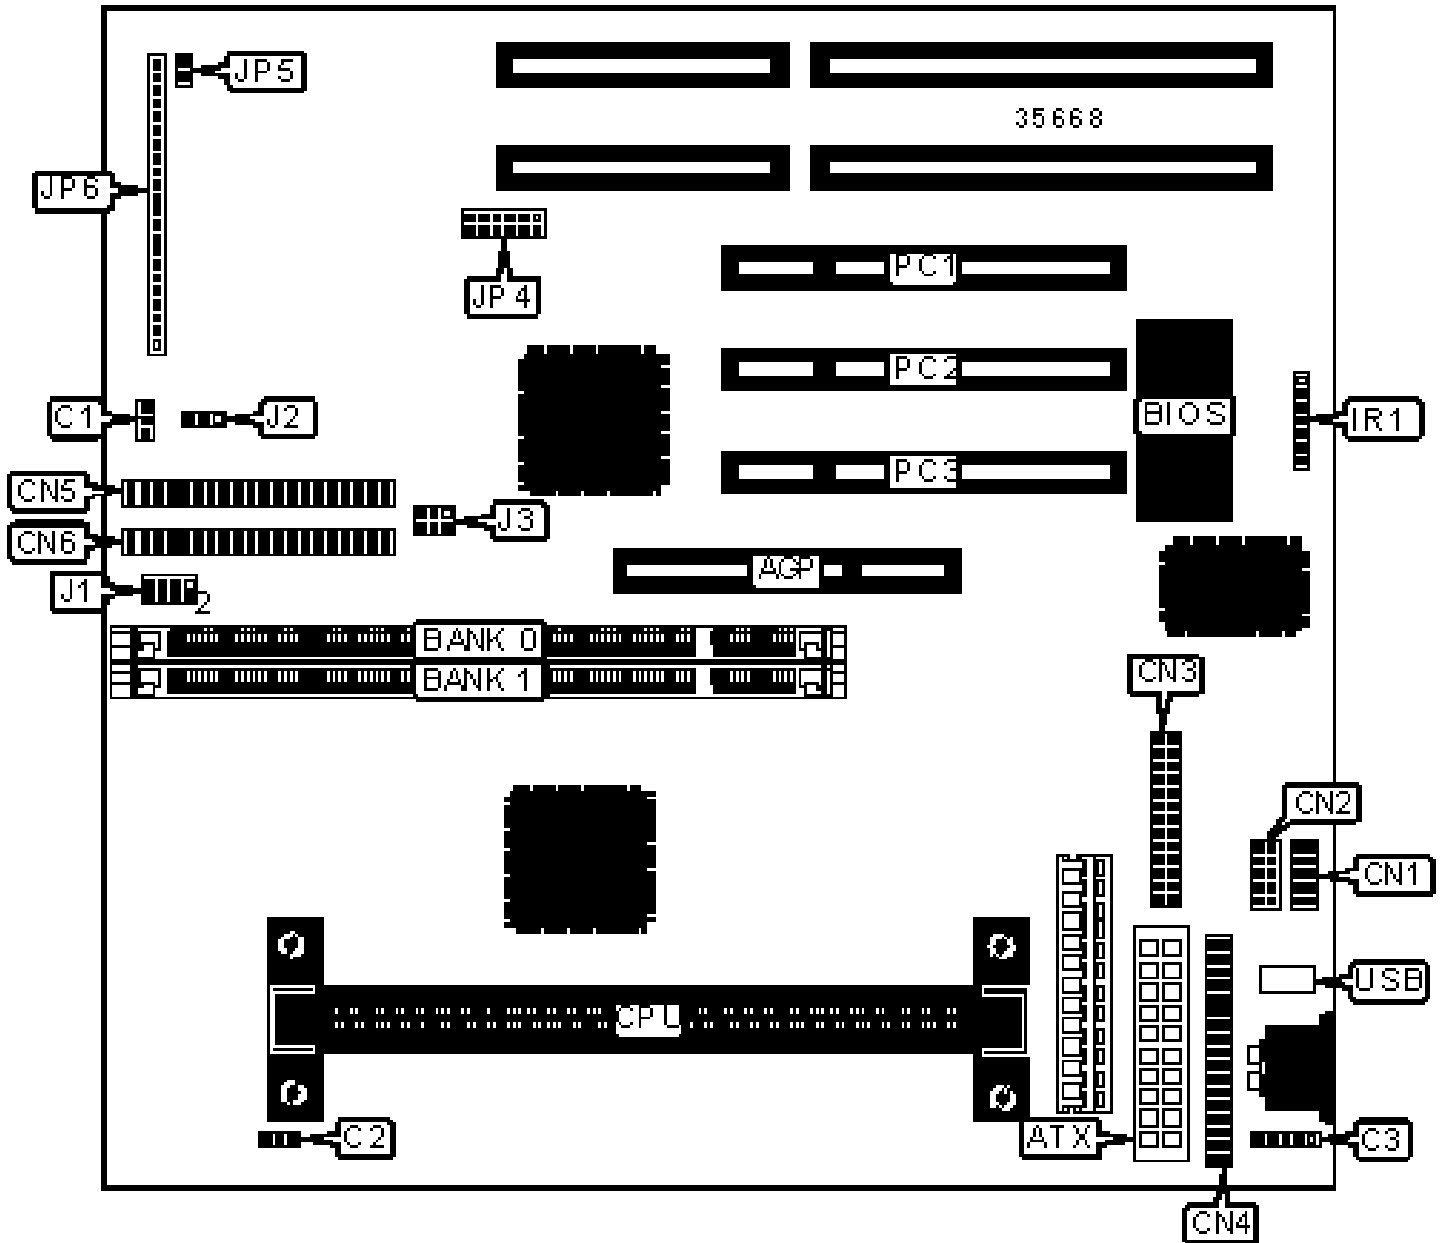 JP5
35668
JP6
PC1
JP4
PC2
BIOS
C1
J2
IR1
PC3
CN5
J3
CN6
AGP
J1
2
BANK 0
CN3
BANK 1
CN2
CN1
USB
CPU
C2
ATX
C3
CN4